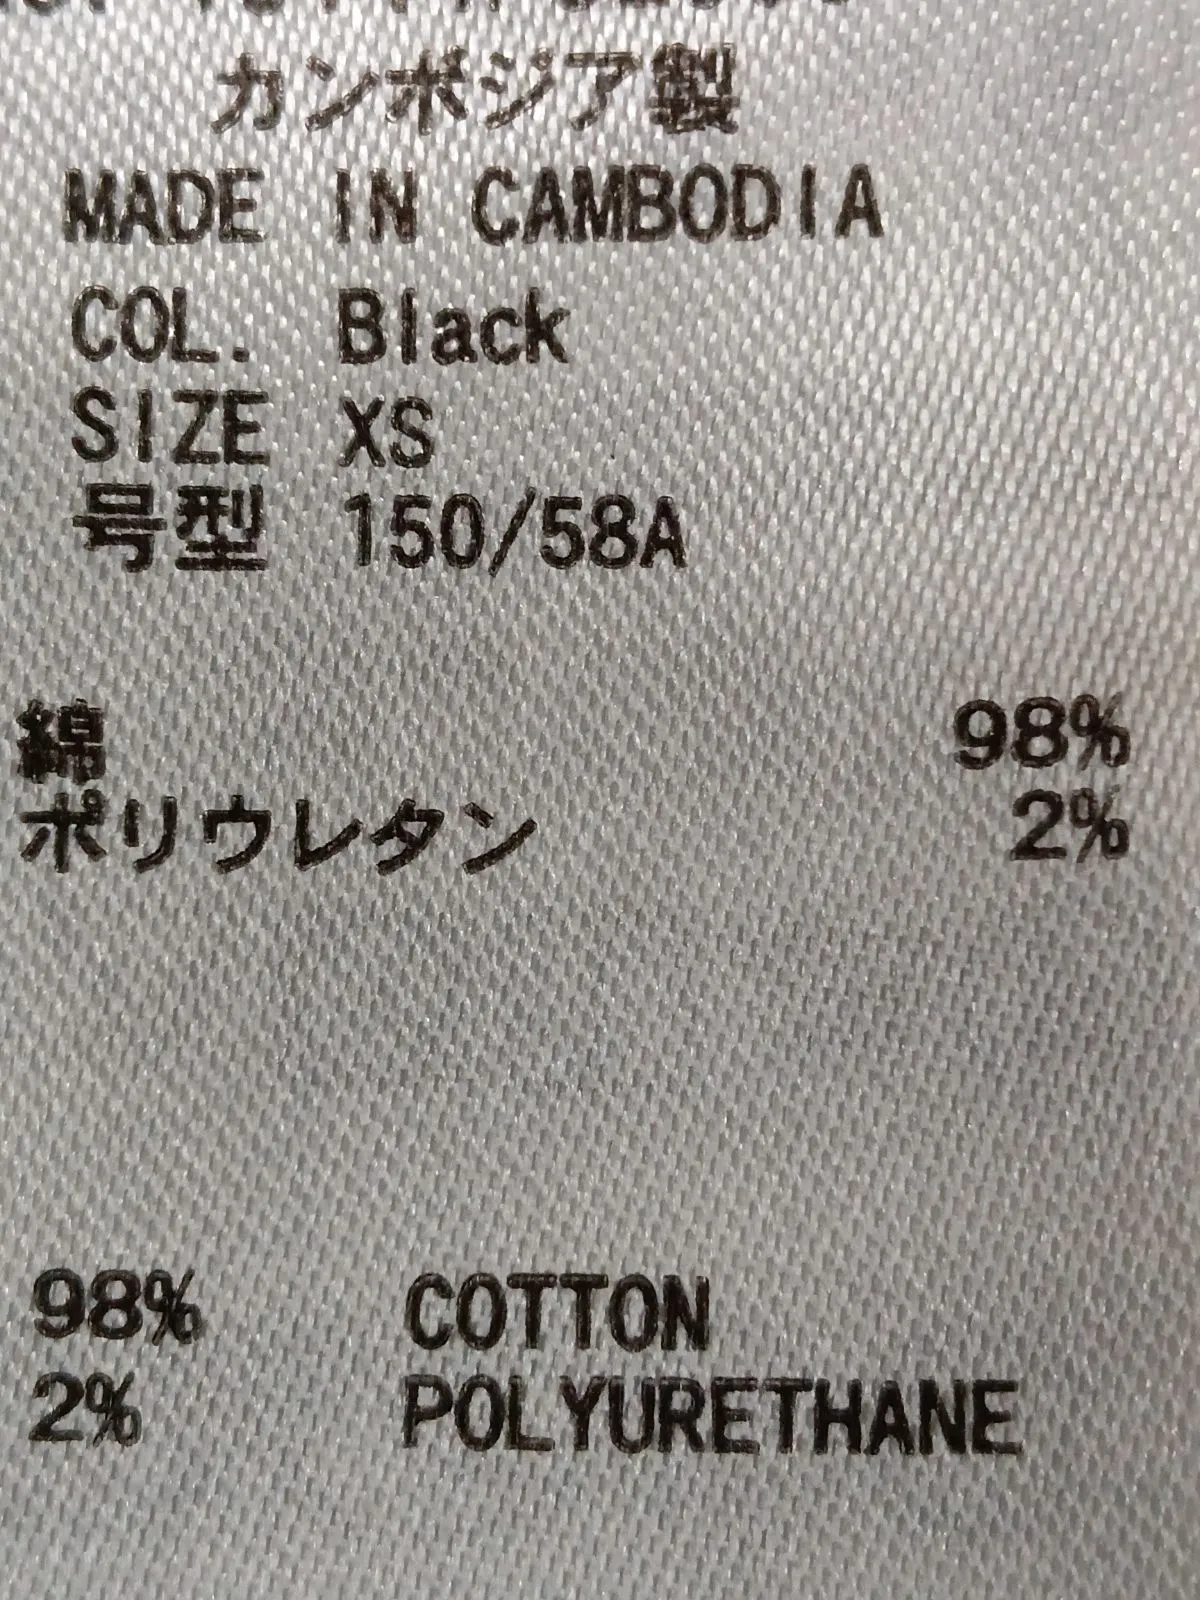 カンボジア製
MADE IN CAMBODIA
COL. Black
SIZE XS
号型 150/58A
綿 98%
ポリウレタン 2%
98% COTTON
2% POLYURETHANE